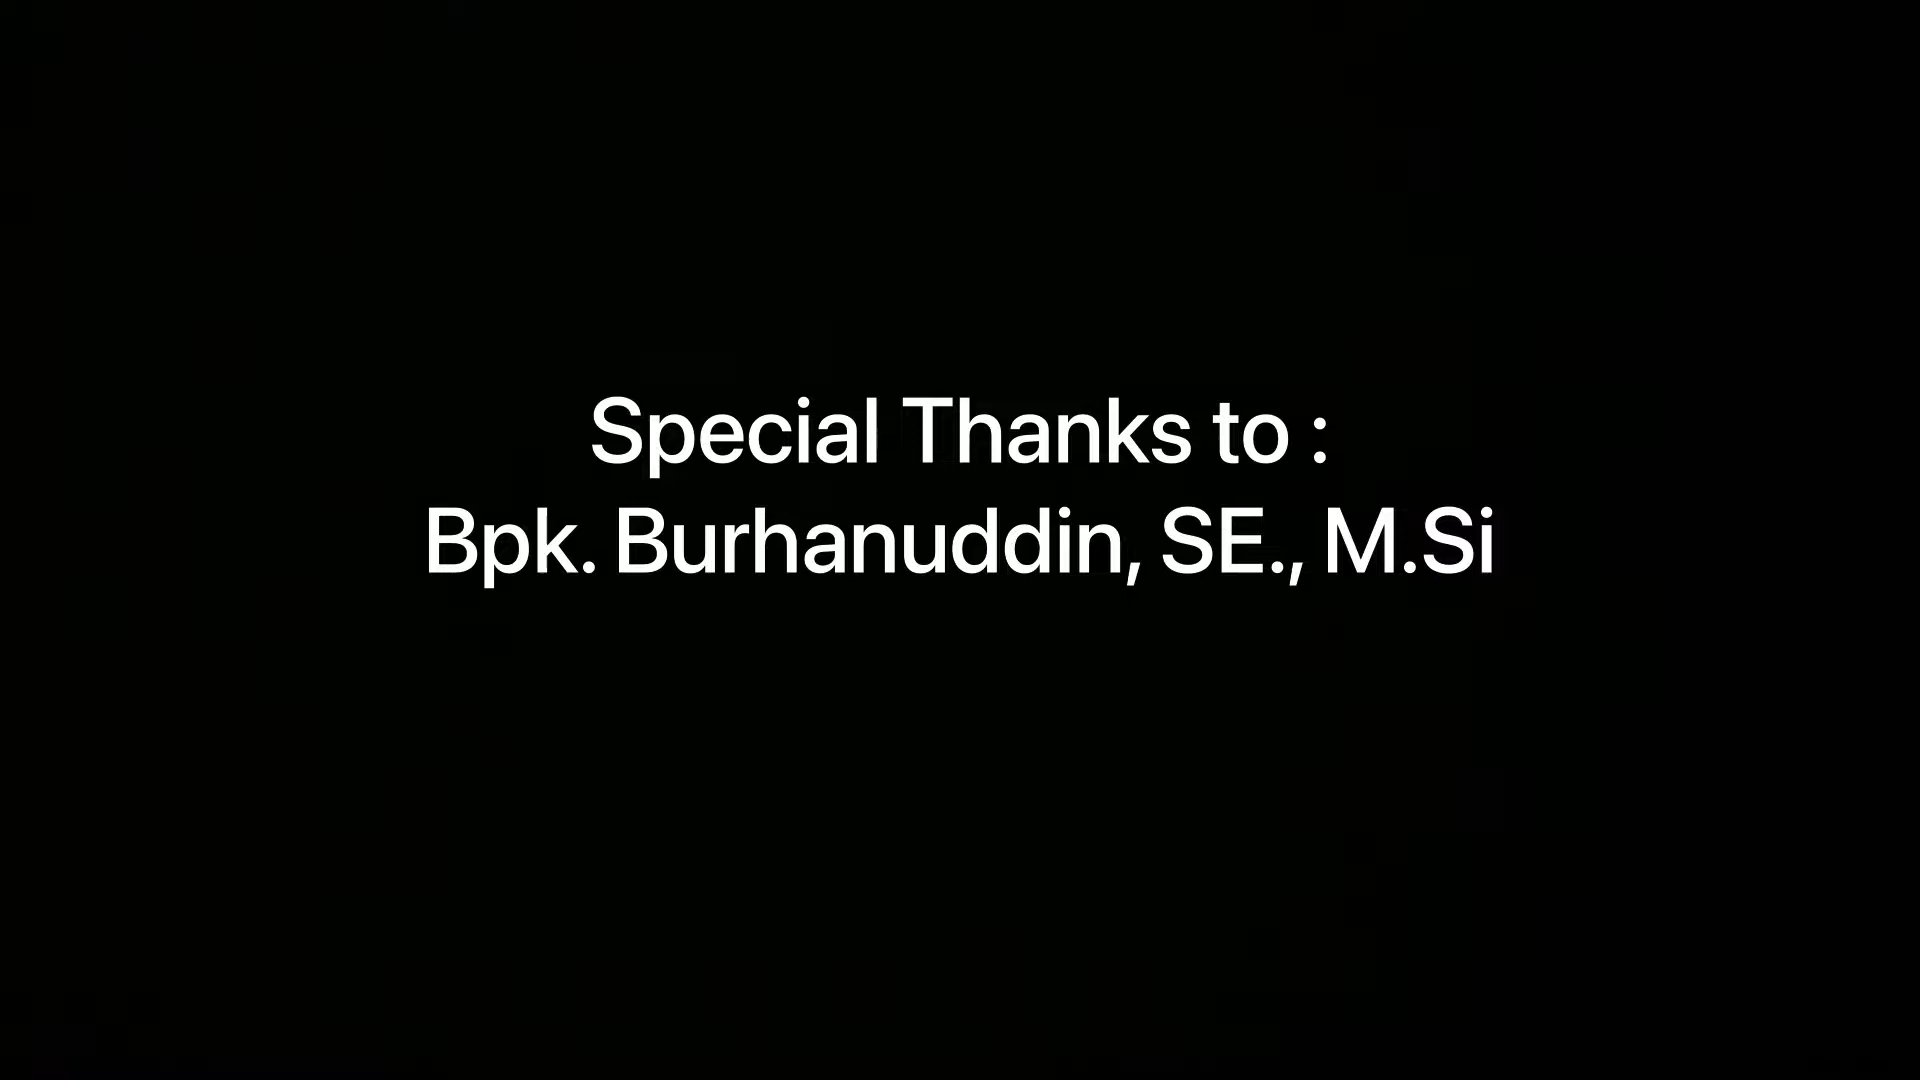 Special Thanks to :
Bpk. Burhanuddin, SE., M.Si